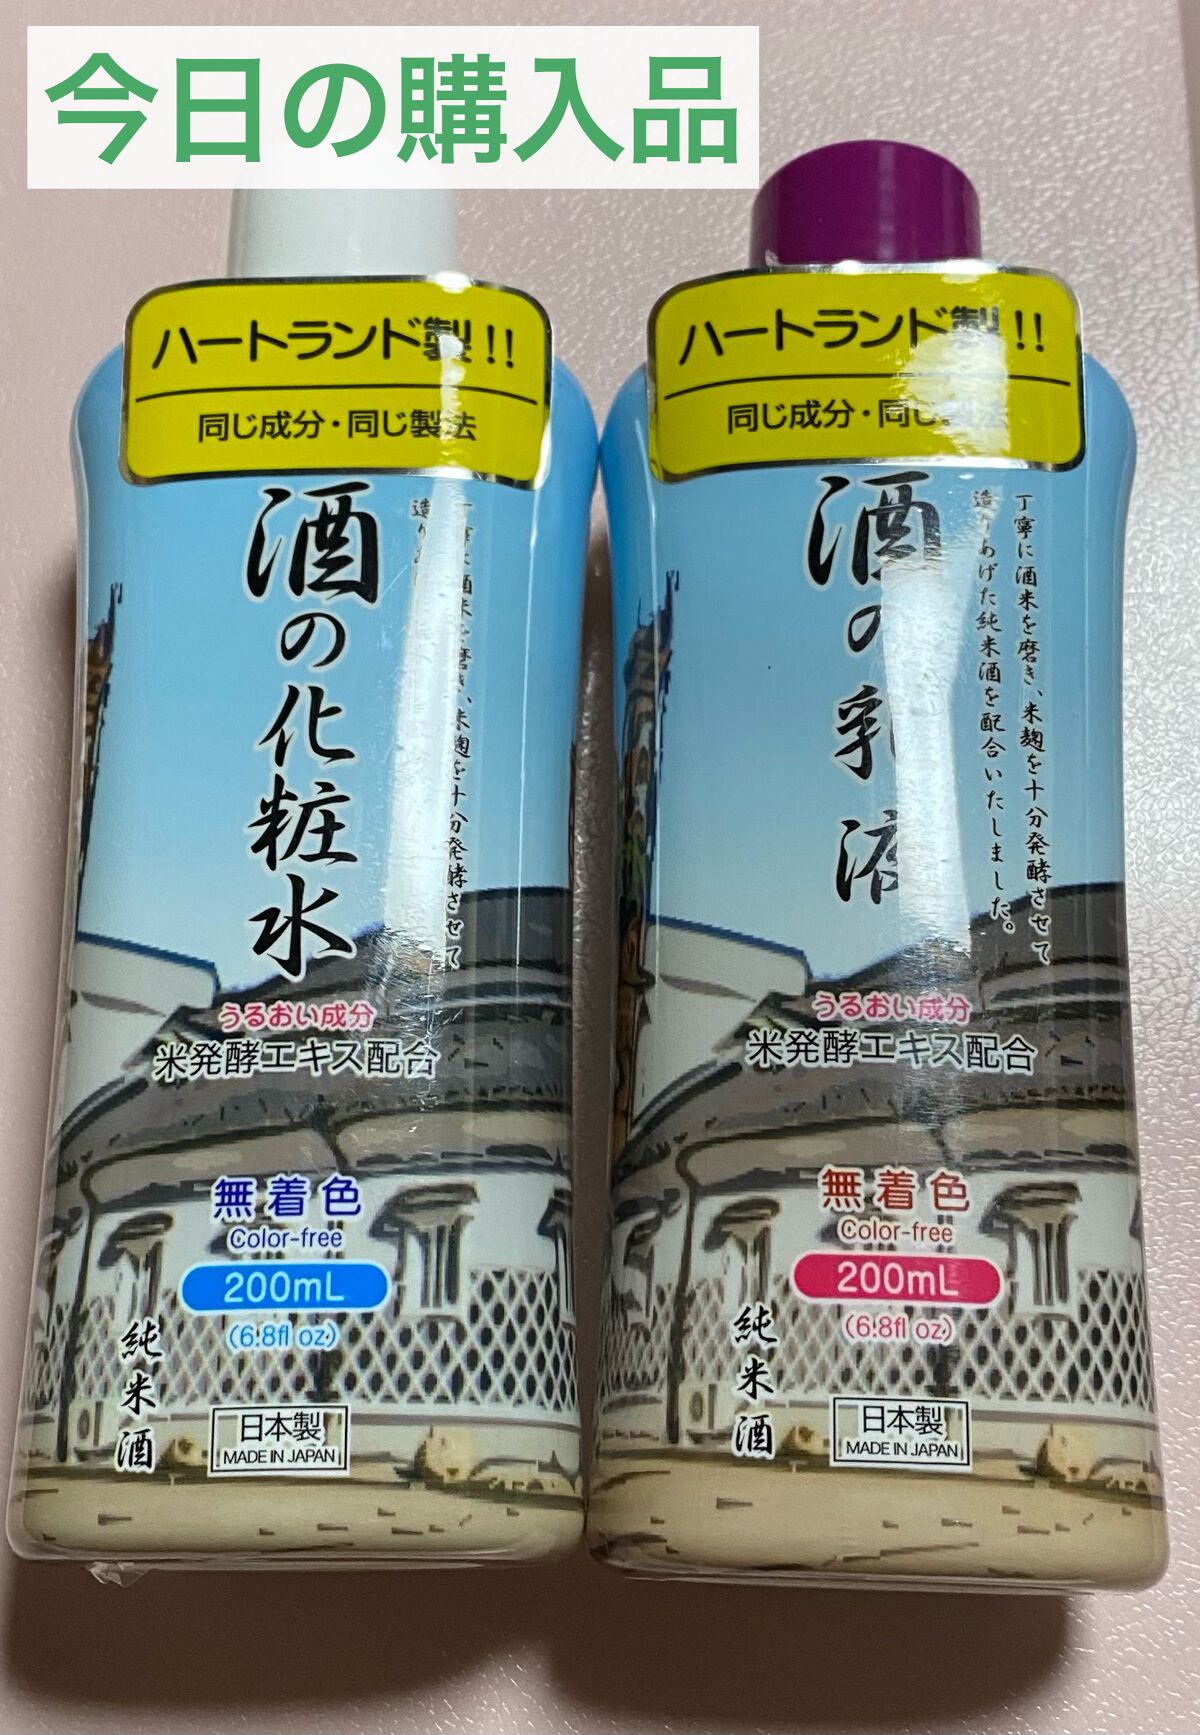 今日の購入品
ハートランド製!!
同じ成分・同じ製法
酒の化粧水
うるおい成分
米発酵エキス配合
無着色
Color-free
200mL
(6.8fl oz)
純米酒
日本製
MADE IN JAPAN
ハートランド製!!
同じ成分・同じ製法
丁寧に酒米を磨き、米麹を十分発酵させて
造りあげた純米酒を配合いたしました。
酒の乳液
うるおい成分
米発酵エキス配合
無着色
Color-free
200mL
(6.8fl oz)
純米酒
日本製
MADE IN JAPAN